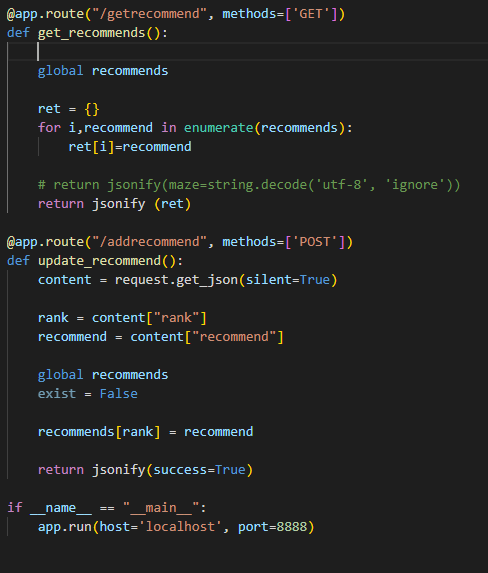 @app.route("/getrecommend", methods=['GET'])
def get_recommends():
global recommends
ret = {}
for i,recommend in enumerate(recommends):
ret[i]=recommend
# return jsonify(maze=string.decode('utf-8', 'ignore'))
return jsonify (ret)
@app.route("/addrecommend", methods=['POST'])
def update_recommend():
content = request.get_json(silent=True)
rank = content["rank"]
recommend = content["recommend"]
global recommends
exist = False
recommends[rank] = recommend
return jsonify(success=True)
if __name__ == "__main__":
app.run(host='localhost', port=8888)